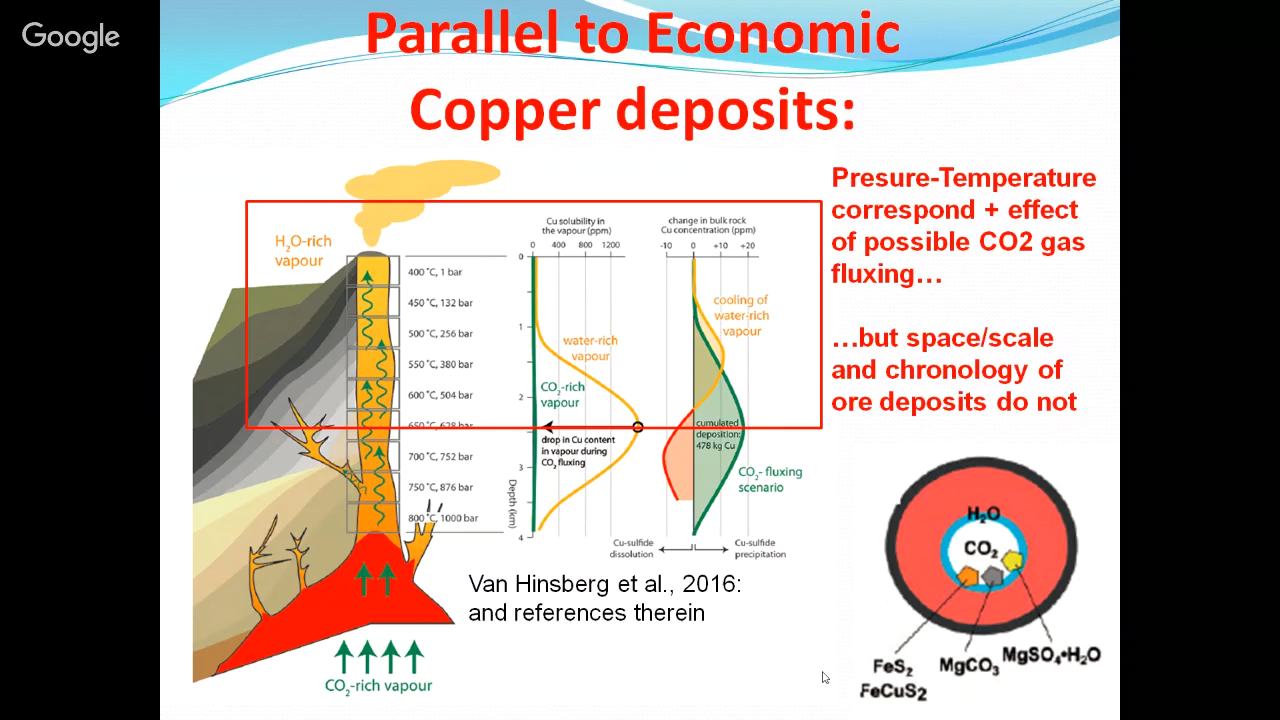 Google
Parallel to Economic
Copper deposits:
Presure-Temperature
correspond + effect
of possible CO2 gas
fluxing…
…but space/scale
and chronology of
ore deposits do not
H₂O-rich
vapour
400 ˚C, 1 bar
450 ˚C, 132 bar
500 ˚C, 256 bar
550 ˚C, 380 bar
600 ˚C, 504 bar
650 ˚C, 628 bar
700 ˚C, 752 bar
750 ˚C, 876 bar
800 ˚C, 1000 bar
CO₂-rich vapour
Cu solubility in
the vapour (ppm)
0 400 800 1200
0
1
2
3
4
Depth (km)
water-rich
vapour
CO₂-rich
vapour
drop in Cu content
in vapour during
CO₂ fluxing
change in bulk rock
Cu concentration (ppm)
-10 0 +10 +20
cooling of
water-rich
vapour
cumulated
deposition:
478 kg Cu
CO₂- fluxing
scenario
Cu-sulfide
dissolution
Cu-sulfide
precipitation
Van Hinsberg et al., 2016:
and references therein
H₂O
CO₂
FeS₂
FeCuS₂
MgCO₃
MgSO₄•H₂O